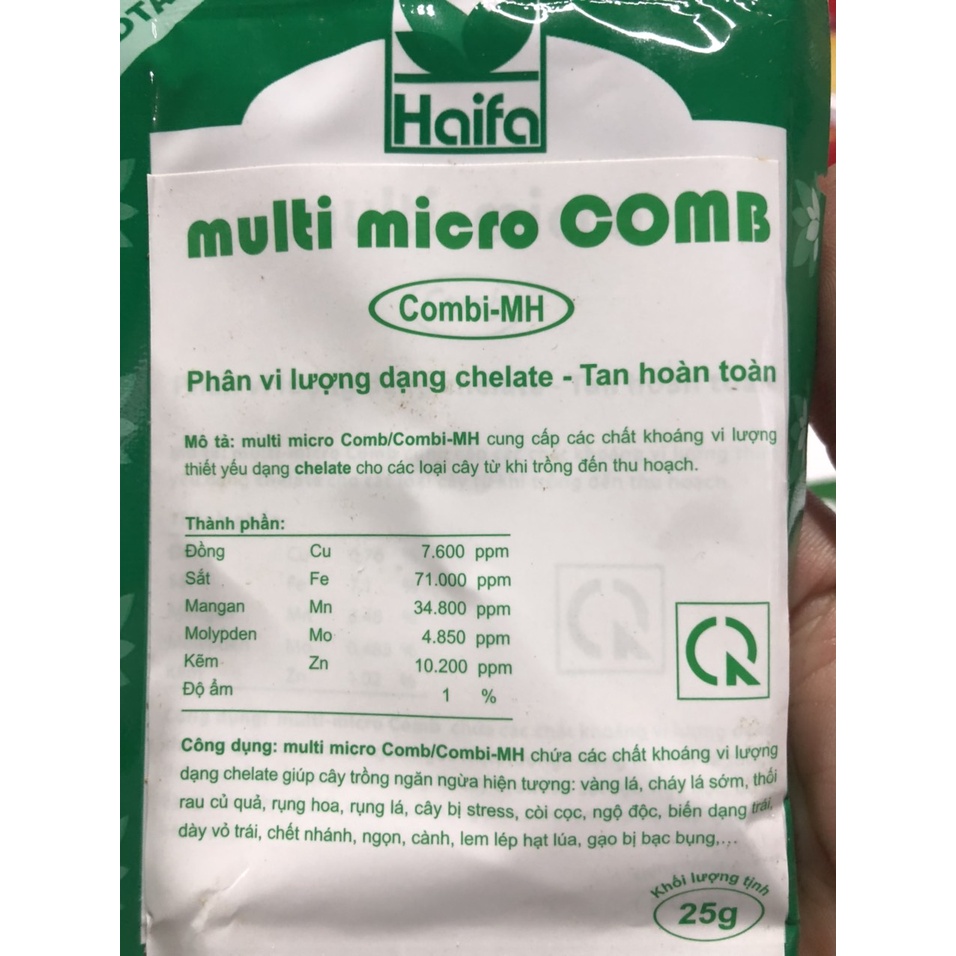 Haifa
multi micro COMB
Combi-MH
Phân vi lượng dạng chelate - Tan hoàn toàn
Mô tả: multi micro Comb/Combi-MH cung cấp các chất khoáng vi lượng
thiết yếu dạng chelate cho các loại cây từ khi trồng đến thu hoạch.
Thành phần:
Đồng Cu 7.600 ppm
Sắt Fe 71.000 ppm
Mangan Mn 34.800 ppm
Molypden Mo 4.850 ppm
Kẽm Zn 10.200 ppm
Độ ẩm 1 %
Công dụng: multi micro Comb/Combi-MH chứa các chất khoáng vi lượng
dạng chelate giúp cây trồng ngăn ngừa hiện tượng: vàng lá, cháy lá sớm, thối
rau củ quả, rụng hoa, rụng lá, cây bị stress, còi cọc, ngộ độc, biến dạng trái,
dày vỏ trái, chết nhánh, ngọn, cành, lem lép hạt lúa, gạo bị bạc bụng,...
Khối lượng tịnh
25g